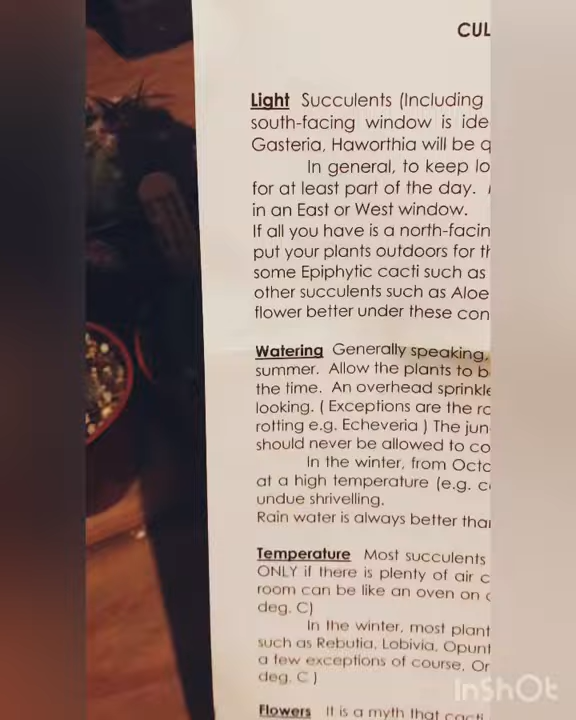 CUL
Light Succulents (Including
south-facing window is ide
Gasteria, Haworthia will be q
In general, to keep lo
for at least part of the day.
in an East or West window.
If all you have is a north-facin
put your plants outdoors for th
some Epiphytic cacti such as
other succulents such as Aloe
flower better under these con
Watering Generally speaking,
summer. Allow the plants to b
the time. An overhead sprinkle
looking. ( Exceptions are the ro
rotting e.g. Echeveria ) The jun
should never be allowed to co
In the winter, from Octo
at a high temperature (e.g. c
undue shrivelling.
Rain water is always better than
Temperature Most succulents
ONLY if there is plenty of air c
room can be like an oven on
deg. C)
In the winter, most plant
such as Rebutia, Lobivia, Opunt
a few exceptions of course. Or
deg. C )
Flowers It is a myth that cacti
InShOt